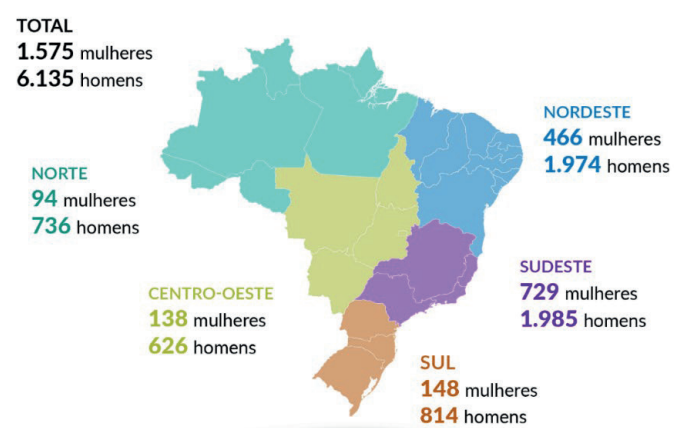 TOTAL
1.575 mulheres
6.135 homens
NORDESTE
466 mulheres
1.974 homens
NORTE
94 mulheres
736 homens
SUDESTE
729 mulheres
1.985 homens
CENTRO-OESTE
138 mulheres
626 homens
SUL
148 mulheres
814 homens